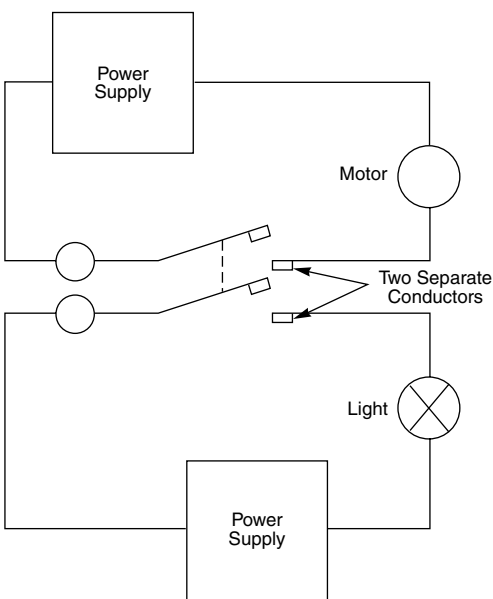 Power
Supply
Motor
Two Separate
Conductors
Light
Power
Supply